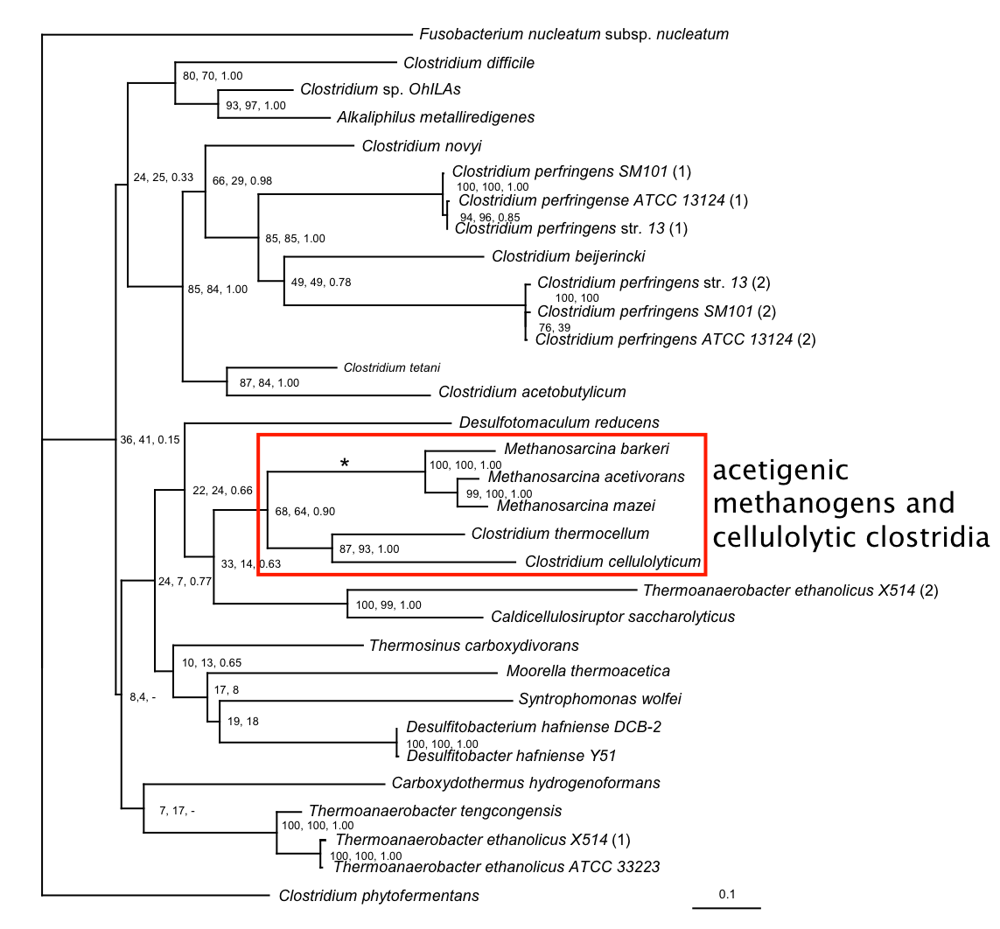 Fusobacterium nucleatum subsp. nucleatum
Clostridium difficile
80, 70, 1.00
Clostridium sp. OhILAs
93, 97, 1.00
Alkaliphilus metalliredigenes
Clostridium novyi
24, 25, 0.33
66, 29, 0.98
Clostridium perfringens SM101 (1)
100, 100, 1.00
Clostridium perfringense ATCC 13124 (1)
94, 96, 0.85
Clostridium perfringens str. 13 (1)
85, 85, 1.00
Clostridium beijerincki
49, 49, 0.78
Clostridium perfringens str. 13 (2)
85, 84, 1.00
100, 100
Clostridium perfringens SM101 (2)
76, 39
Clostridium perfringens ATCC 13124 (2)
Clostridium tetani
87, 84, 1.00
Clostridium acetobutylicum
Desulfotomaculum reducens
36, 41, 0.15
Methanosarcina barkeri
*
100, 100, 1.00
Methanosarcina acetivorans
22, 24, 0.66
99, 100, 1.00
Methanosarcina mazei
68, 64, 0.90
acetigenic
methanogens and
cellulolytic clostridia
Clostridium thermocellum
87, 93, 1.00
Clostridium cellulolyticum
33, 14, 0.63
24, 7, 0.77
Thermoanaerobacter ethanolicus X514 (2)
100, 99, 1.00
Caldicellulosiruptor saccharolyticus
Thermosinus carboxydivorans
10, 13, 0.65
Moorella thermoacetica
17, 8
8,4, -
Syntrophomonas wolfei
19, 18
Desulfitobacterium hafniense DCB-2
100, 100, 1.00
Desulfitobacter hafniense Y51
Carboxydothermus hydrogenoformans
7, 17, -
Thermoanaerobacter tengcongensis
100, 100, 1.00
Thermoanaerobacter ethanolicus X514 (1)
100, 100, 1.00
Thermoanaerobacter ethanolicus ATCC 33223
Clostridium phytofermentans
0.1